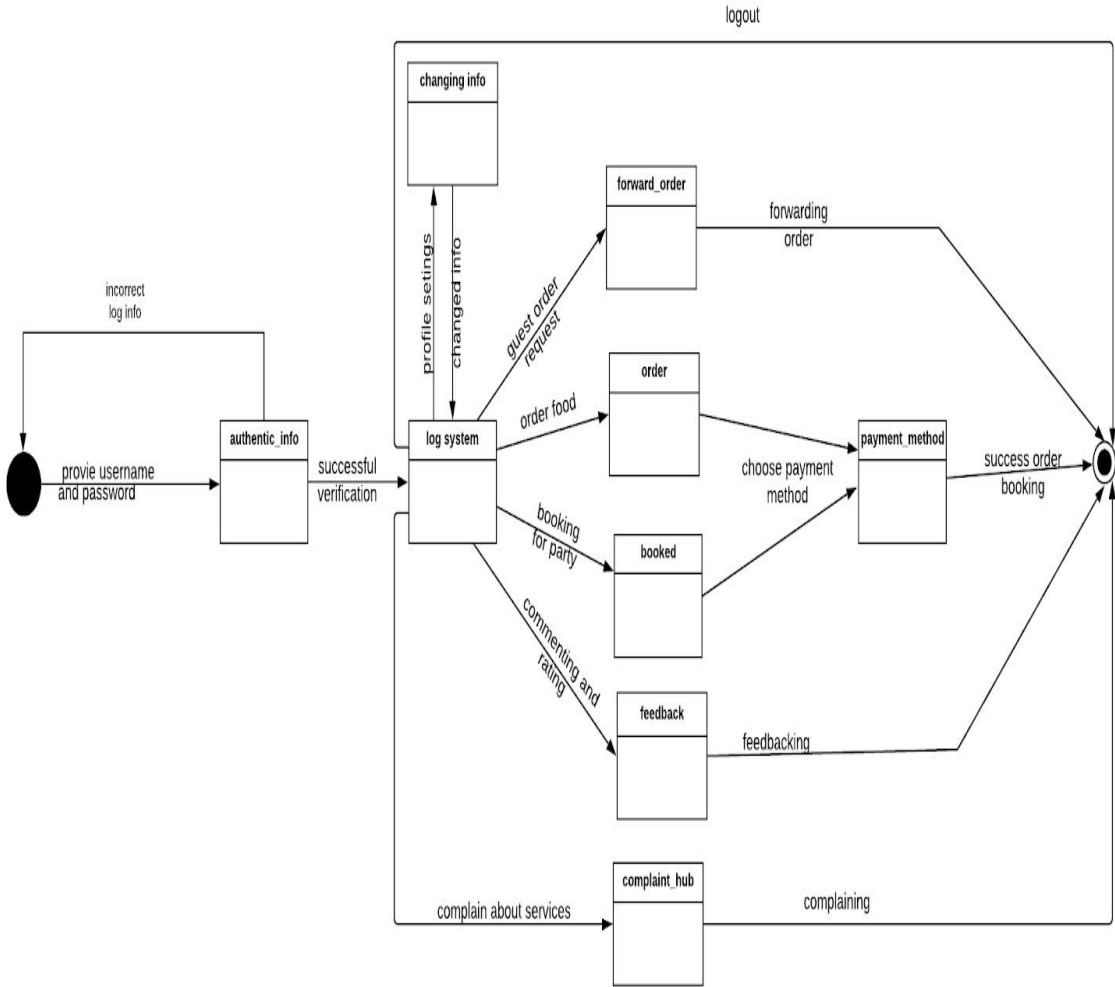 logout
changing info
forward_order
forwarding
order
profile setings
changed info
guest order
request
incorrect
log info
order
order food
authentic_info
log system
payment_method
provie username
and password
successful
verification
choose payment
method
success order
booking
booking
for party
booked
commenting and
rating
feedback
feedbacking
complaint_hub
complain about services
complaining